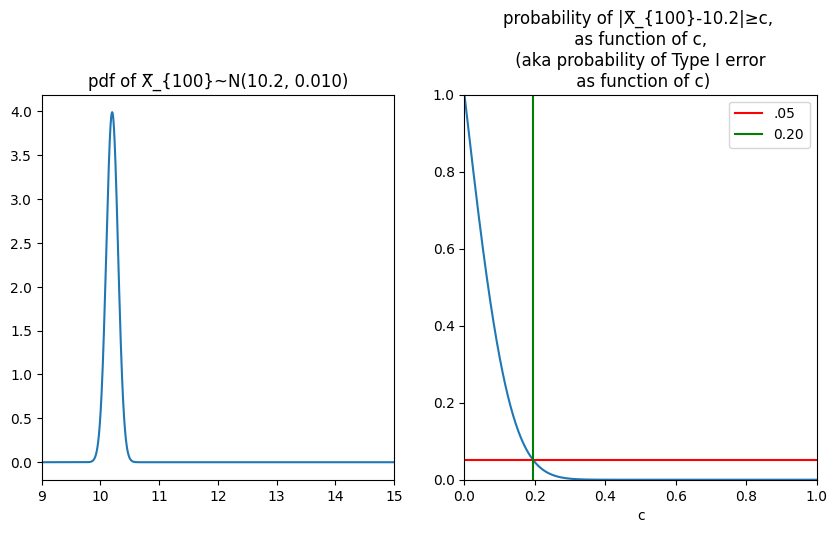 pdf of X̅_{100}~N(10.2, 0.010)
4.0
3.5
3.0
2.5
2.0
1.5
1.0
0.5
0.0
9 10 11 12 13 14 15
probability of |X̅_{100}-10.2|≥c,
as function of c,
(aka probability of Type I error
as function of c)
.05
0.20
1.0
0.8
0.6
0.4
0.2
0.0
0.0 0.2 0.4 0.6 0.8 1.0
c